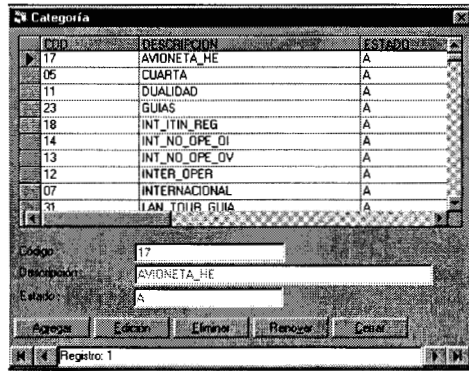 Categoría
COD DESCRIPCION ESTADO
17 AVIONETA_HE A
05 CUARTA A
11 DUALIDAD A
23 GUIAS A
18 INT_ITIN_REG A
14 INT_NO_OPE_OI A
13 INT_NO_OPE_OV A
12 INTER_OPER A
07 INTERNACIONAL A
31 LAN_TOUR_GUIA A
Código: 17
Descripción: AVIONETA_HE
Estado: A
Agregar Edición Eliminar Renovar Cerrar
Registro: 1